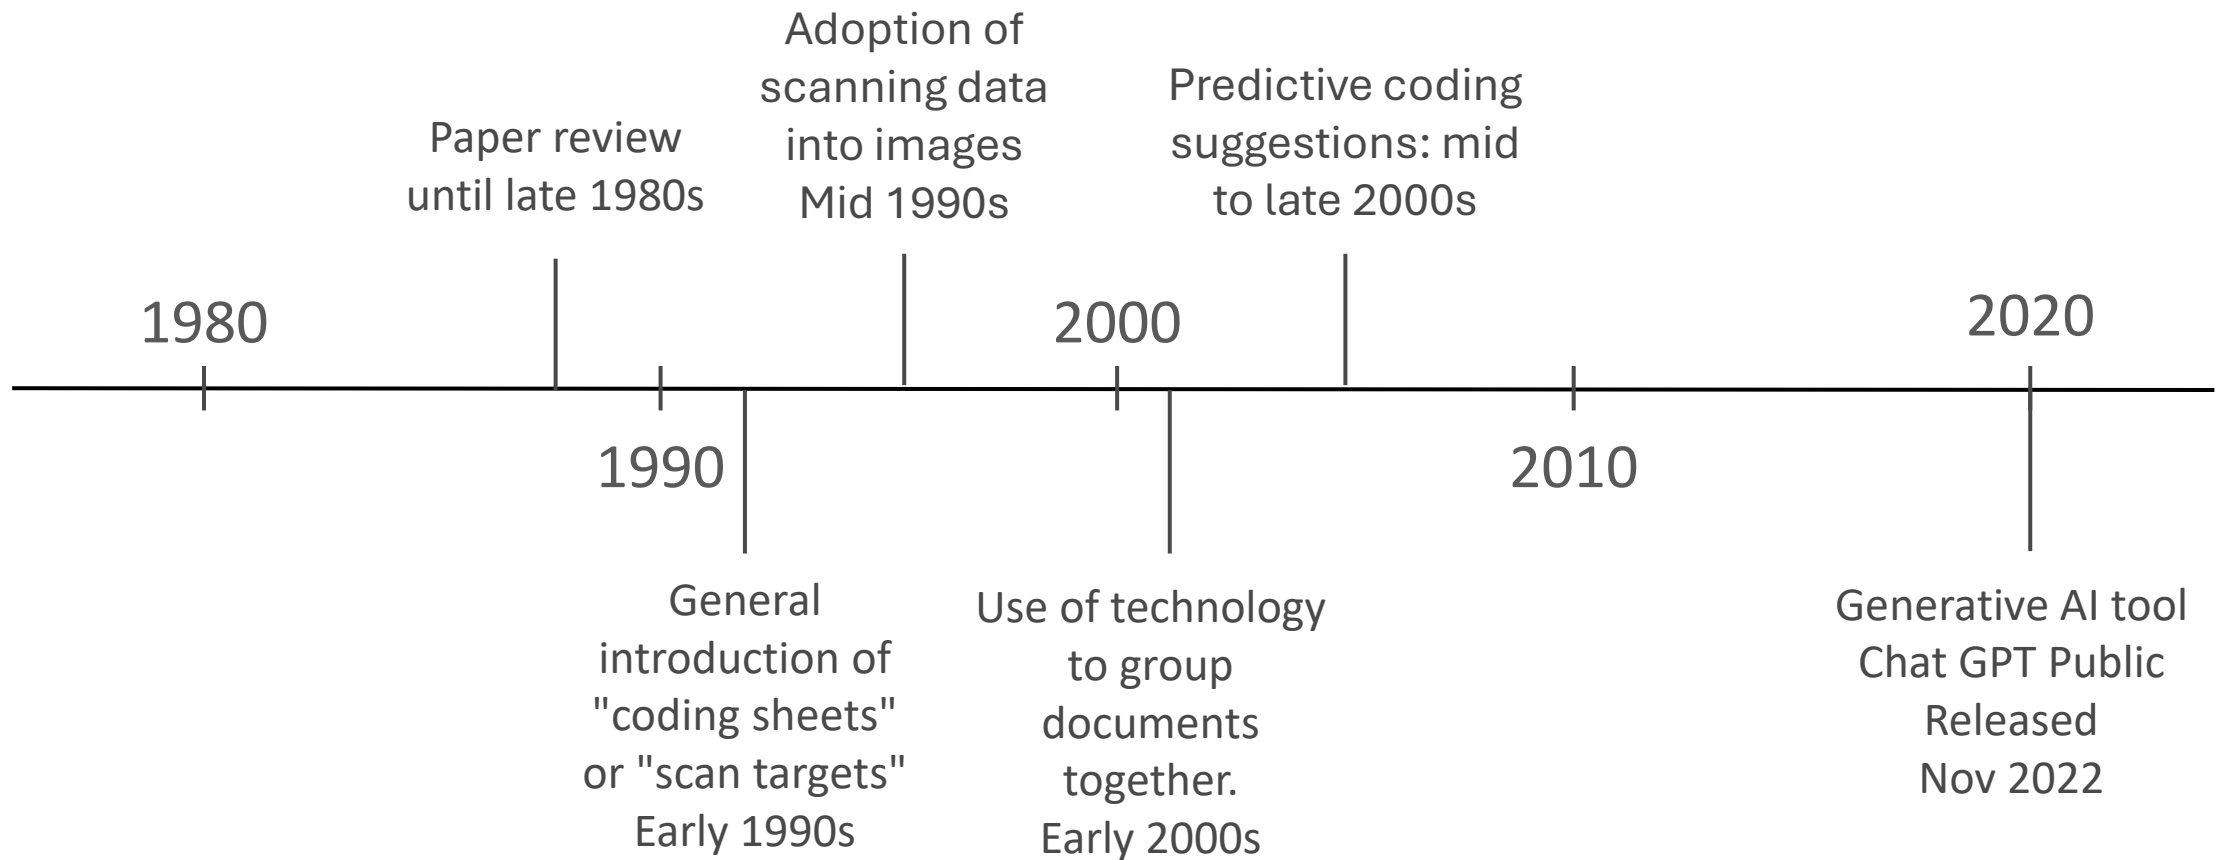 Paper review
until late 1980s
Adoption of
scanning data
into images
Mid 1990s
Predictive coding
suggestions: mid
to late 2000s
1980
2000
2020
1990
2010
General
introduction of
"coding sheets"
or "scan targets"
Early 1990s
Use of technology
to group
documents
together.
Early 2000s
Generative AI tool
Chat GPT Public
Released
Nov 2022